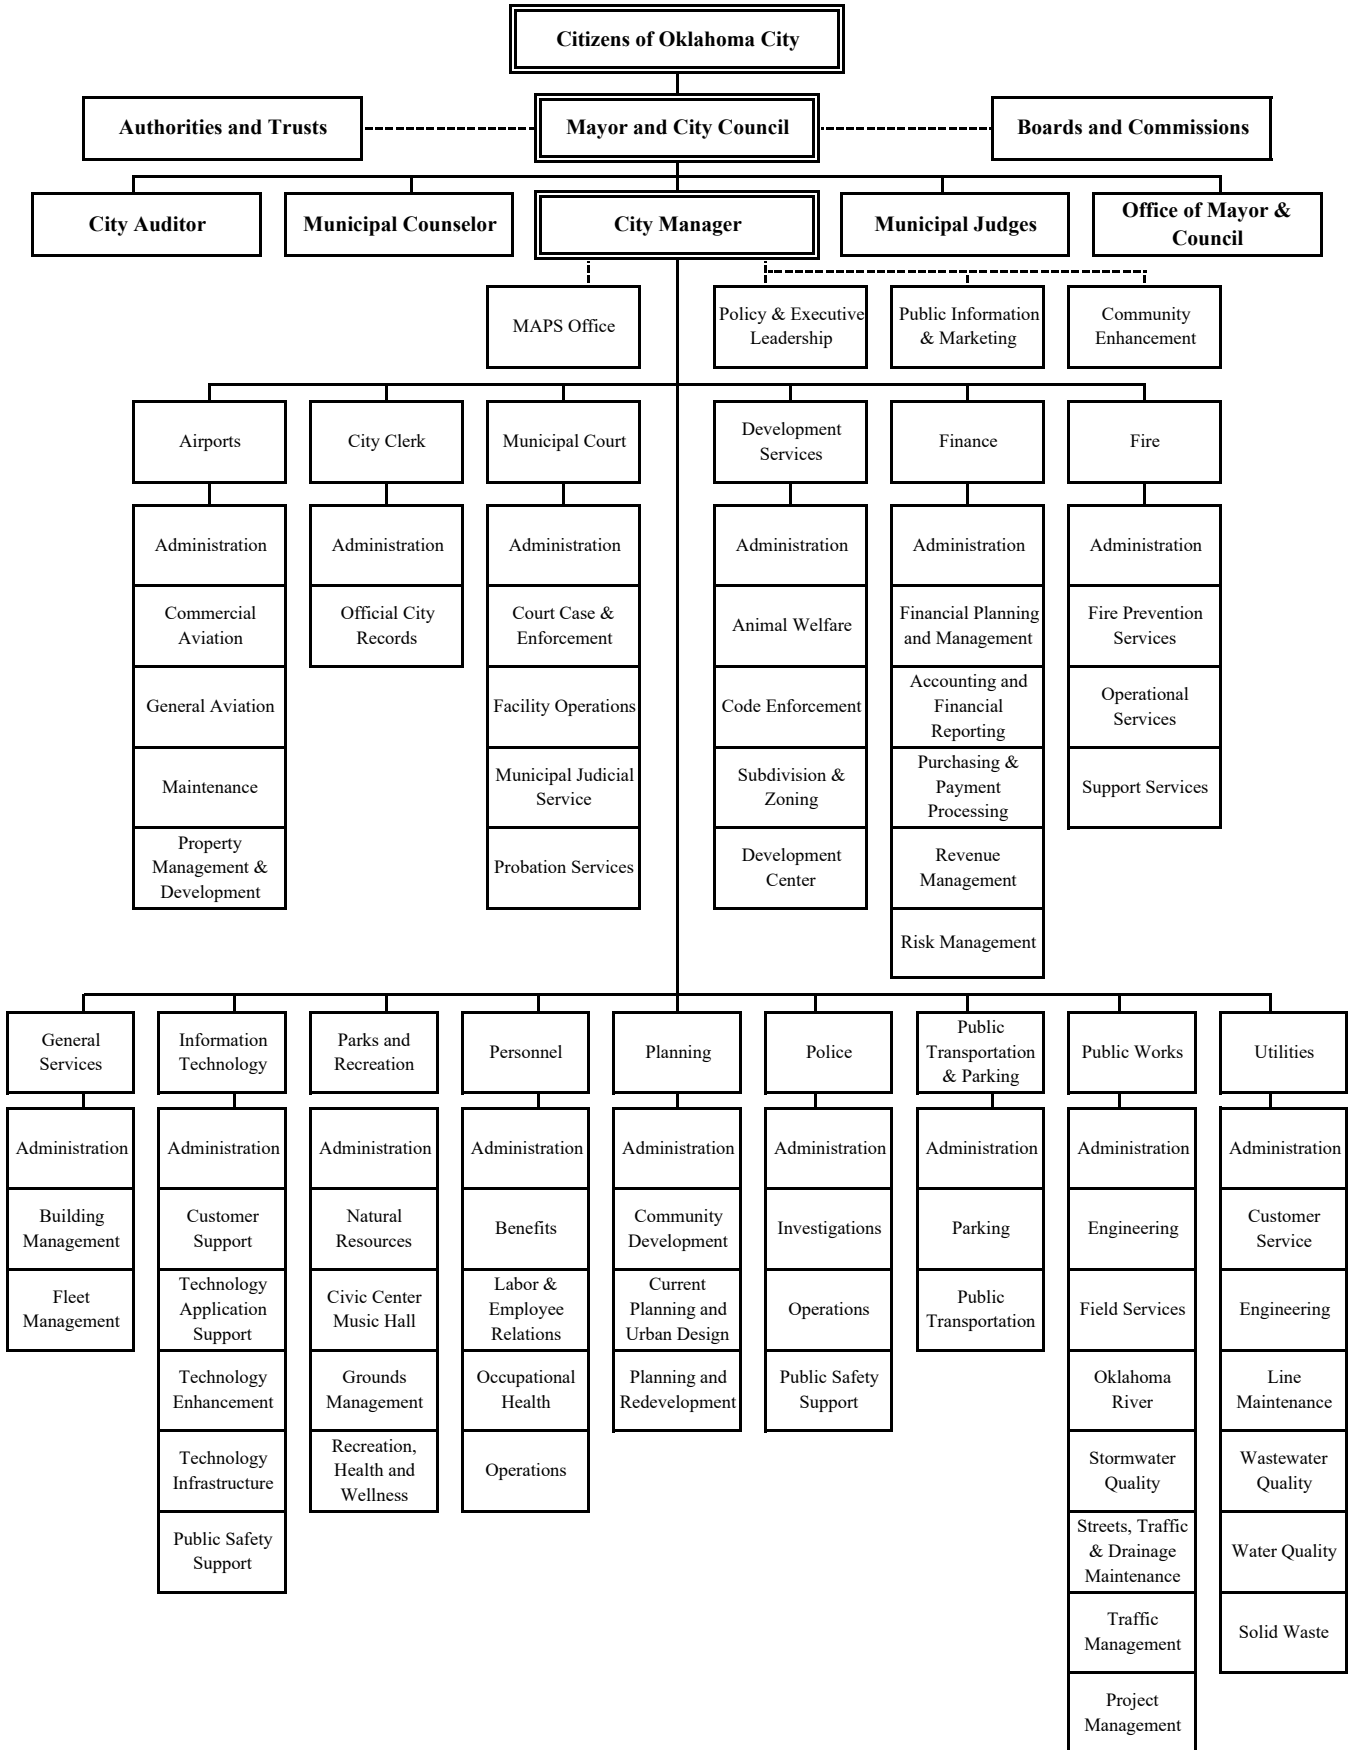 Citizens of Oklahoma City
Authorities and Trusts
Mayor and City Council
Boards and Commissions
City Auditor
Municipal Counselor
City Manager
Municipal Judges
Office of Mayor &
Council
MAPS Office
Policy & Executive
Leadership
Public Information
& Marketing
Community
Enhancement
Airports
City Clerk
Municipal Court
Development
Services
Finance
Fire
Administration
Commercial
Aviation
General Aviation
Maintenance
Property
Management &
Development
Administration
Official City
Records
Administration
Court Case &
Enforcement
Facility Operations
Municipal Judicial
Service
Probation Services
Administration
Animal Welfare
Code Enforcement
Subdivision &
Zoning
Development
Center
Administration
Financial Planning
and Management
Accounting and
Financial
Reporting
Purchasing &
Payment
Processing
Revenue
Management
Risk Management
Administration
Fire Prevention
Services
Operational
Services
Support Services
General
Services
Information
Technology
Parks and
Recreation
Personnel
Planning
Police
Public
Transportation
& Parking
Public Works
Utilities
Administration
Building
Management
Fleet
Management
Administration
Customer
Support
Technology
Application
Support
Technology
Enhancement
Technology
Infrastructure
Public Safety
Support
Administration
Natural
Resources
Civic Center
Music Hall
Grounds
Management
Recreation,
Health and
Wellness
Administration
Benefits
Labor &
Employee
Relations
Occupational
Health
Operations
Administration
Community
Development
Current
Planning and
Urban Design
Planning and
Redevelopment
Administration
Investigations
Operations
Public Safety
Support
Administration
Parking
Public
Transportation
Administration
Engineering
Field Services
Oklahoma
River
Stormwater
Quality
Streets, Traffic
& Drainage
Maintenance
Traffic
Management
Project
Management
Administration
Customer
Service
Engineering
Line
Maintenance
Wastewater
Quality
Water Quality
Solid Waste